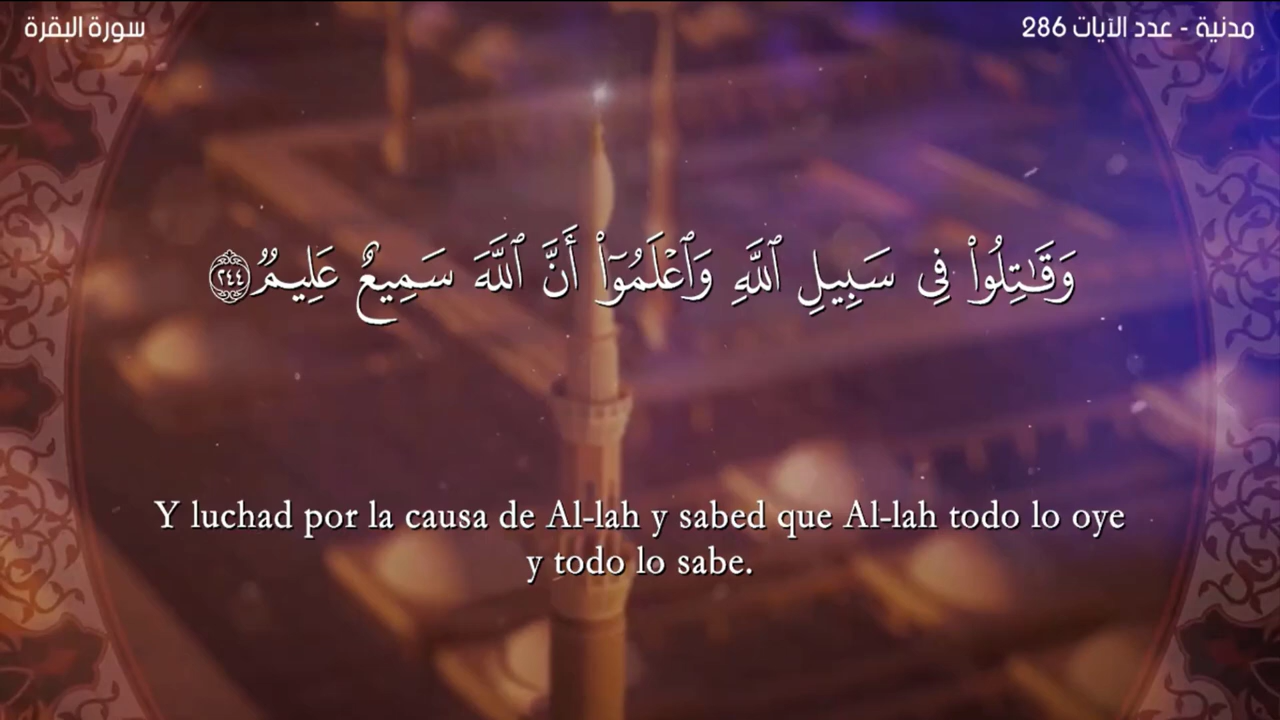 سورة البقرة
مدنية - عدد الآيات 286
وَقَـٰتِلُوا۟ فِى سَبِيلِ ٱللَّهِ وَٱعْلَمُوٓا۟ أَنَّ ٱللَّهَ سَمِيعٌ عَلِيمٌۭ ٢٤٤
Y luchad por la causa de Al-lah y sabed que Al-lah todo lo oye
y todo lo sabe.